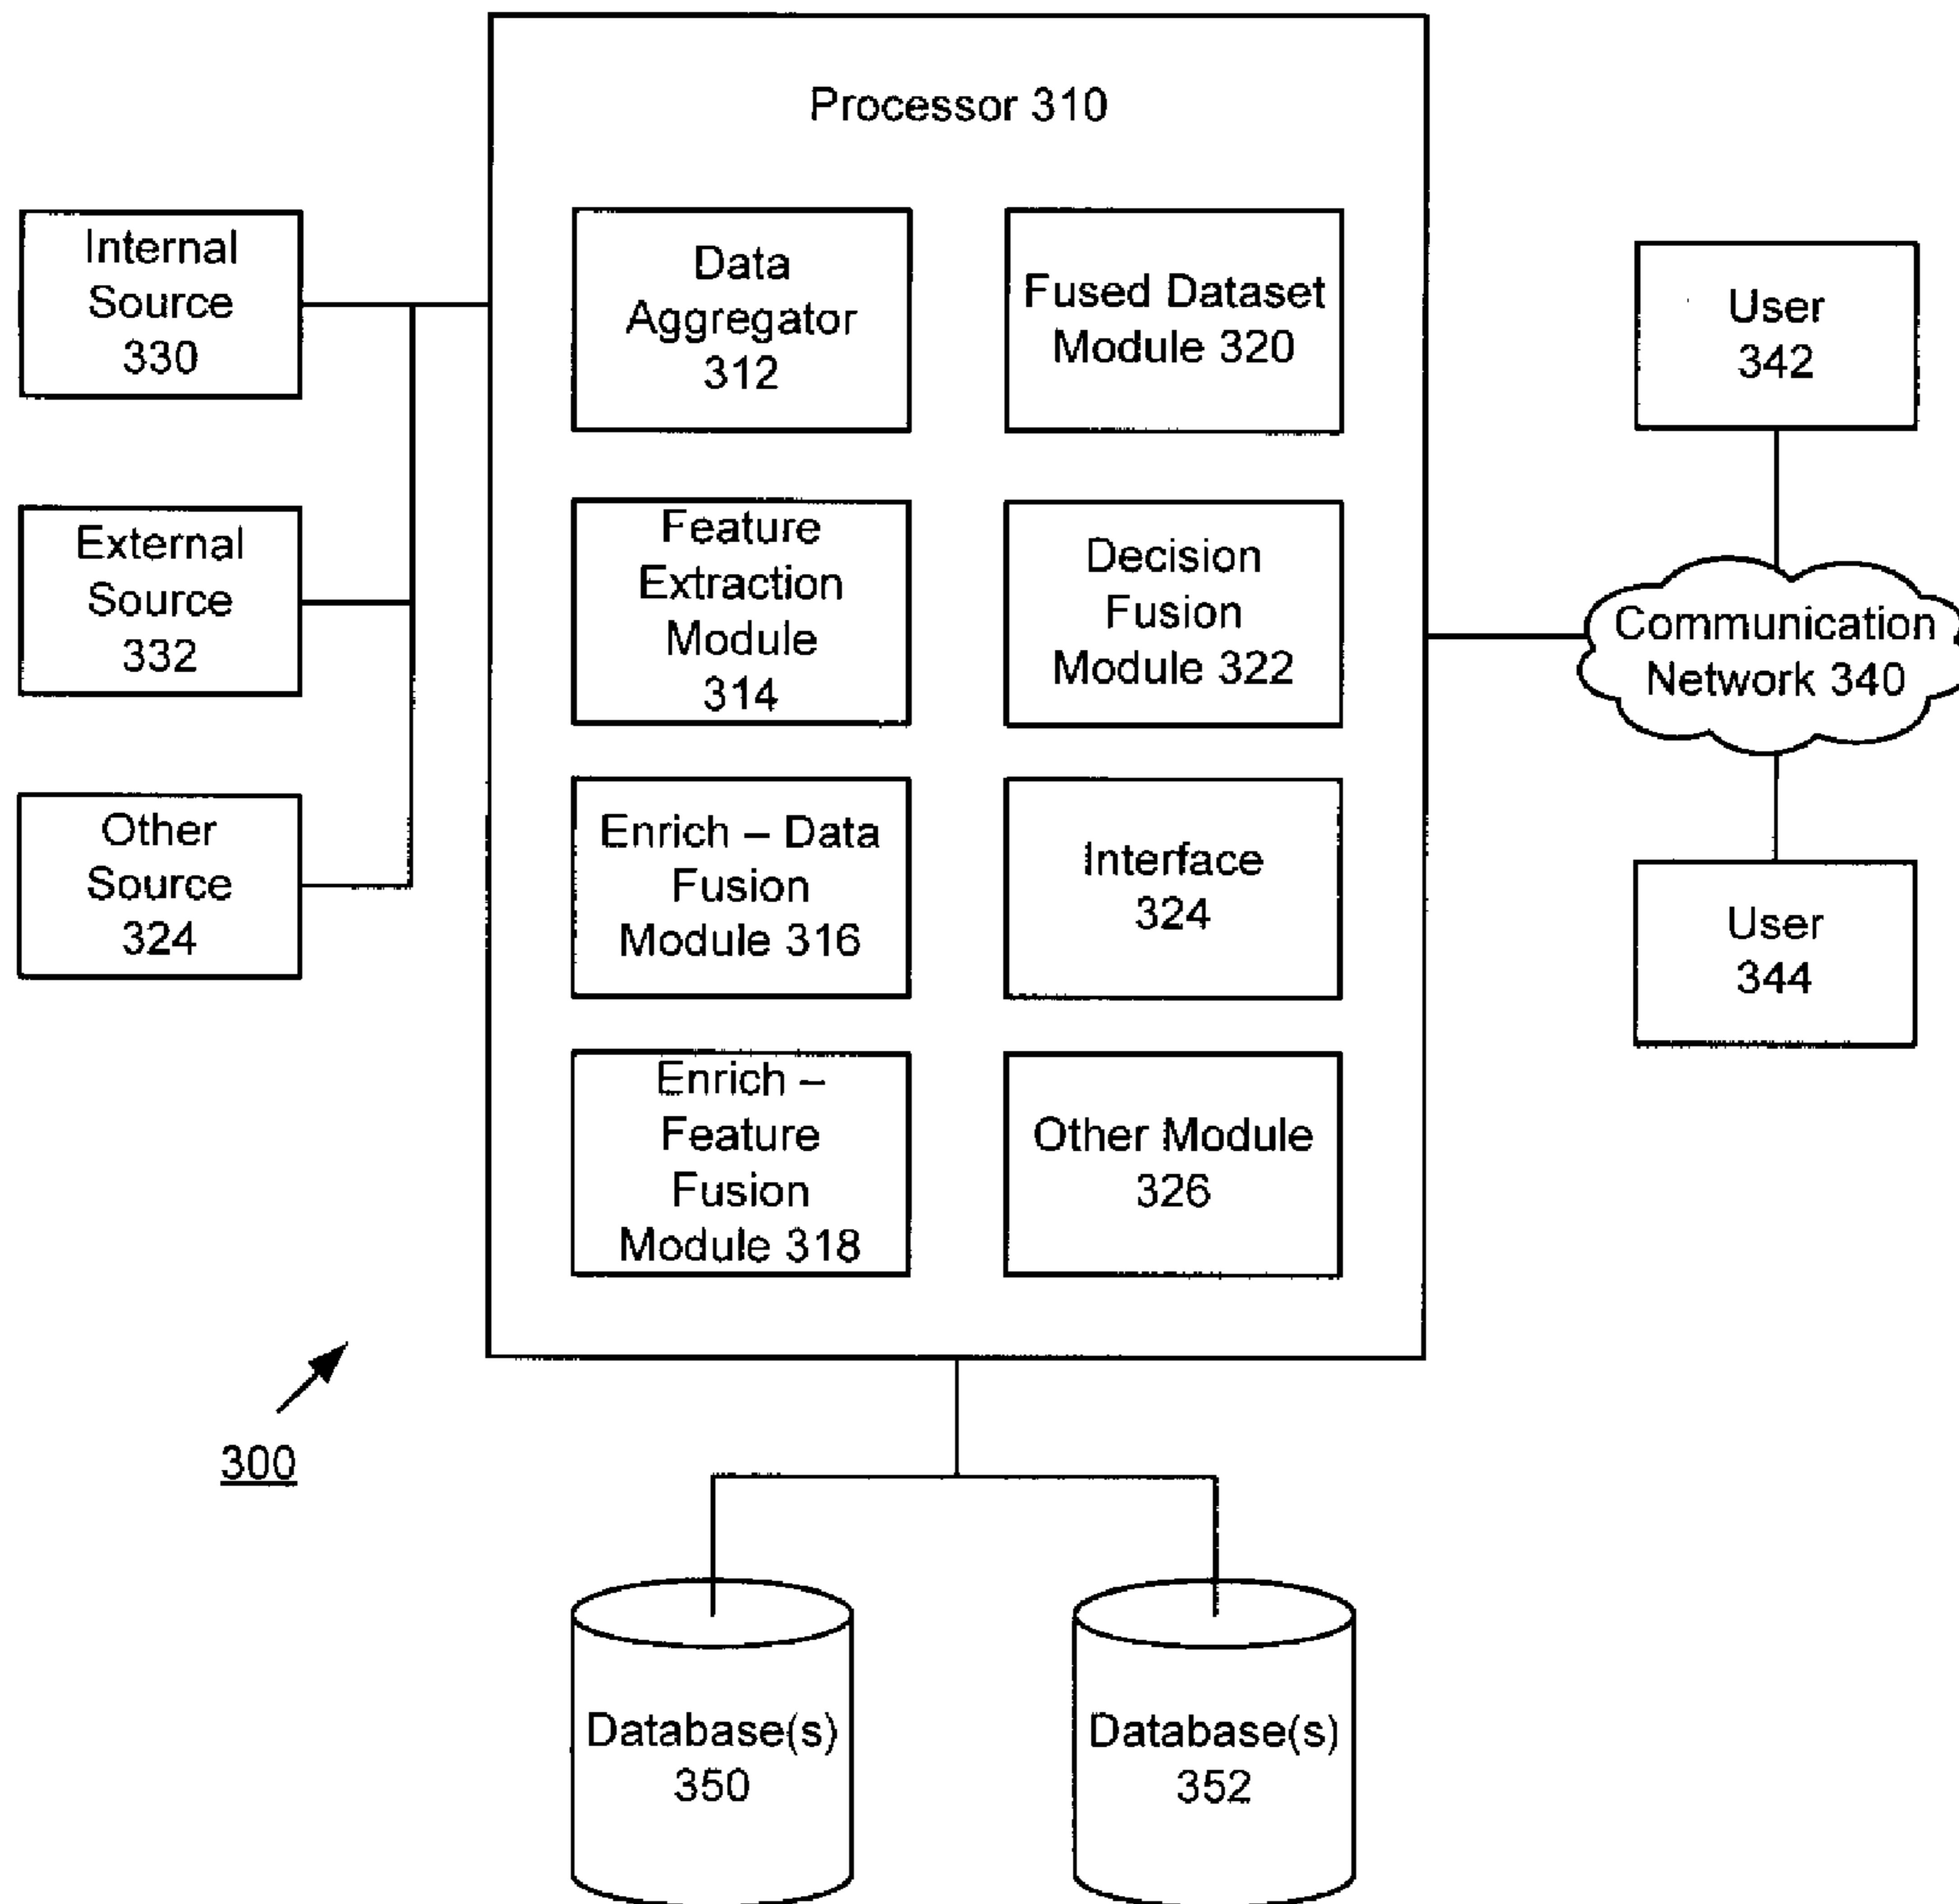 Processor 310
Internal
Source
330
External
Source
332
Other
Source
324
Data
Aggregator
312
Fused Dataset
Module 320
Feature
Extraction
Module
314
Decision
Fusion
Module 322
Enrich – Data
Fusion
Module 316
Interface
324
Enrich –
Feature
Fusion
Module 318
Other Module
326
User
342
Communication
Network 340
User
344
300
Database(s)
350
Database(s)
352